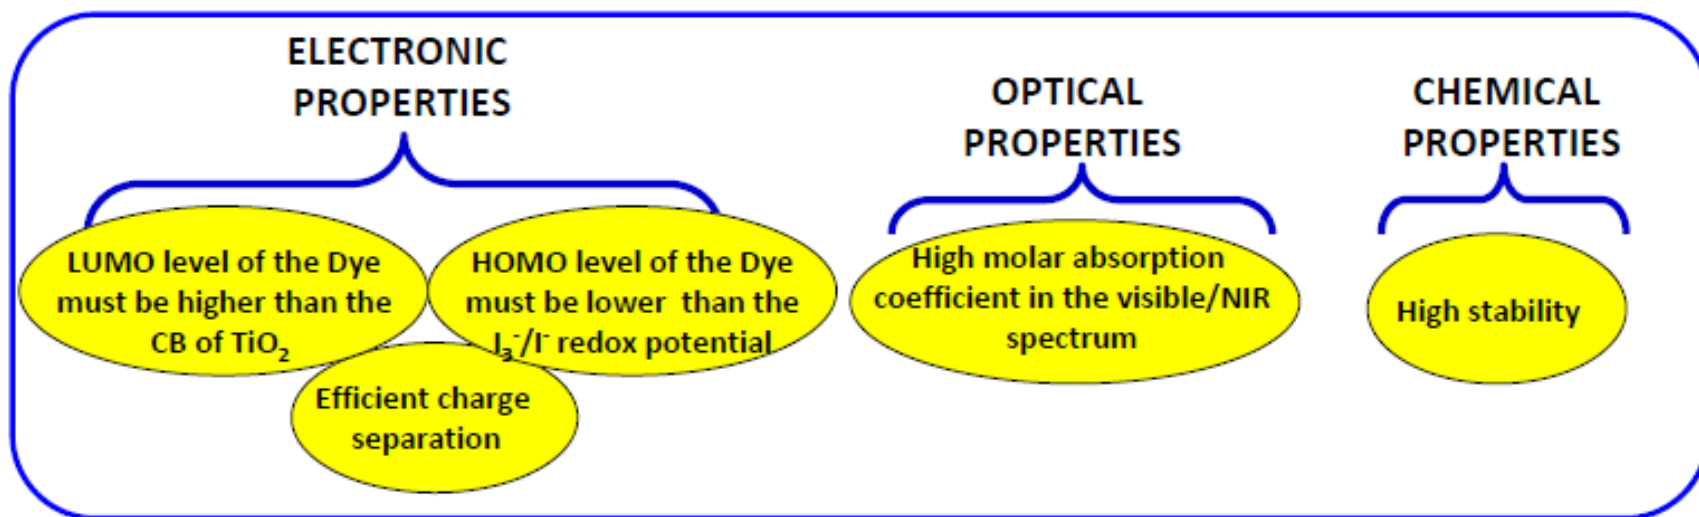 ELECTRONIC
PROPERTIES
LUMO level of the Dye
must be higher than the
CB of TiO₂
HOMO level of the Dye
must be lower than the
I₃⁻/I⁻ redox potential
Efficient charge
separation
OPTICAL
PROPERTIES
High molar absorption
coefficient in the visible/NIR
spectrum
CHEMICAL
PROPERTIES
High stability